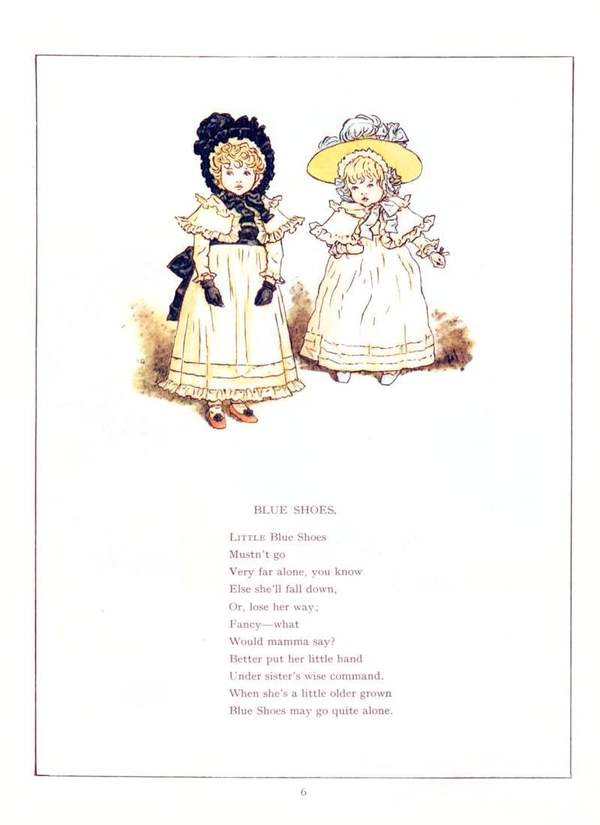 BLUE SHOES.
LITTLE Blue Shoes
Mustn't go
Very far alone, you know
Else she'll fall down,
Or, lose her way;
Fancy—what
Would mamma say?
Better put her little hand
Under sister's wise command.
When she's a little older grown
Blue Shoes may go quite alone.
6